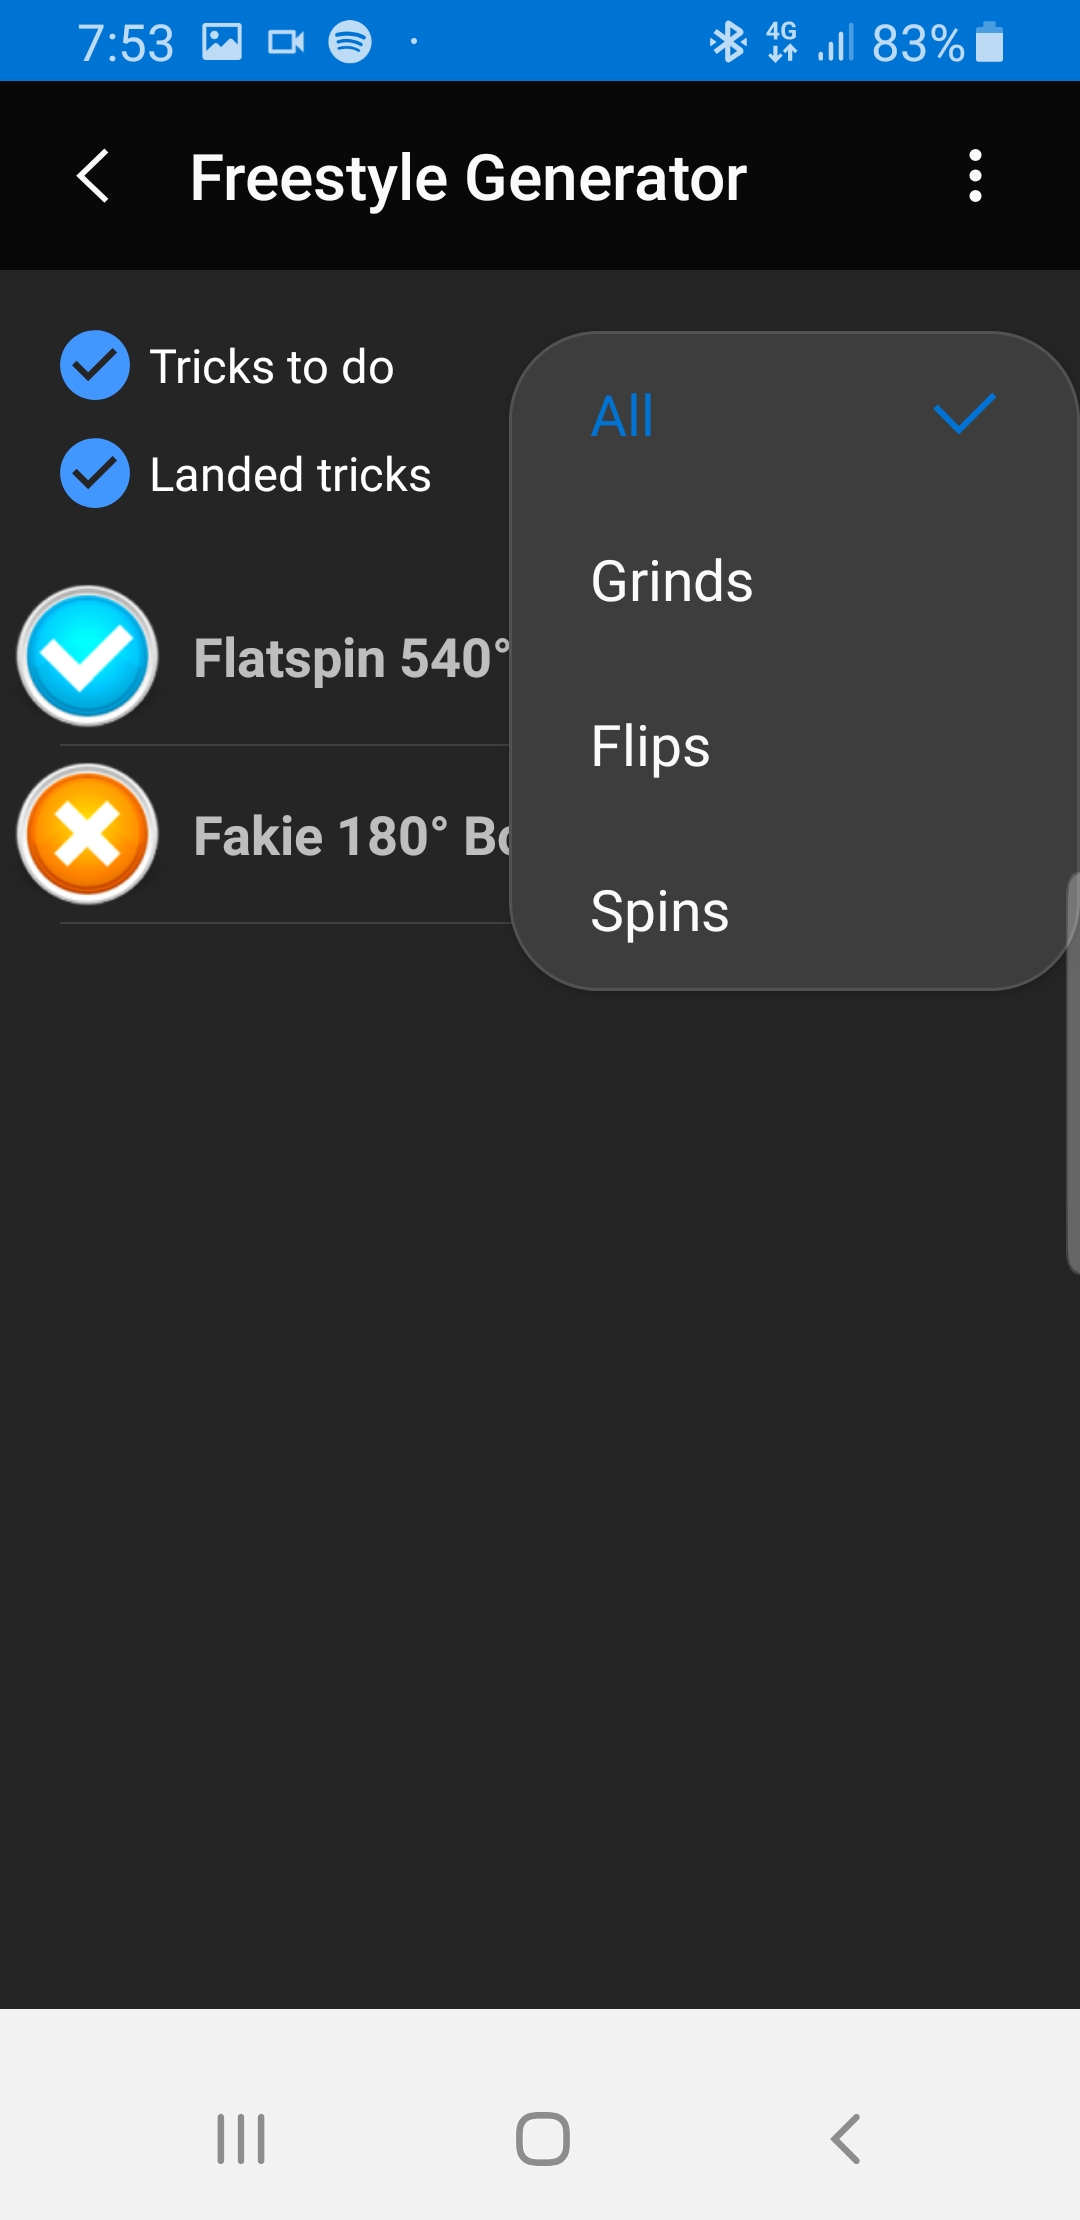 7:53 4G 83%
Freestyle Generator
Tricks to do
Landed tricks
All
Grinds
Flips
Spins
Flatspin 540°
Fakie 180°